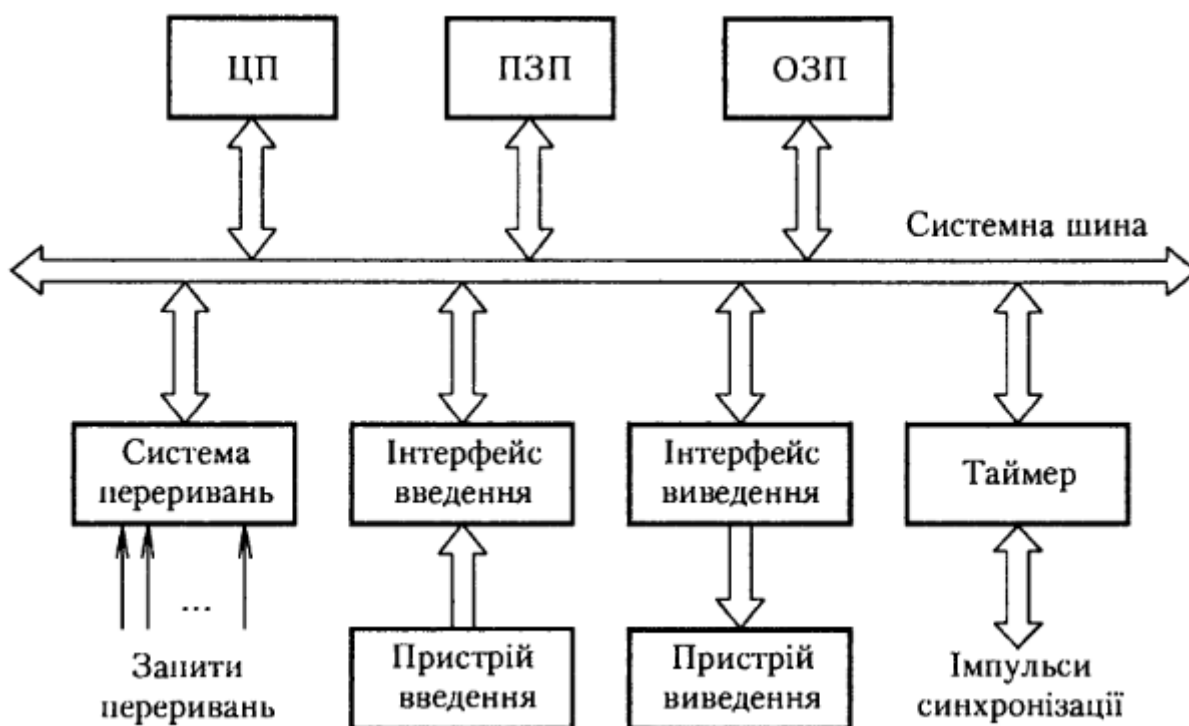 ЦП
ПЗП
ОЗП
Системна шина
Система
переривань
Інтерфейс
введення
Інтерфейс
виведення
Таймер
...
Запити
переривань
Пристрій
введення
Пристрій
виведення
Імпульси
синхронізації